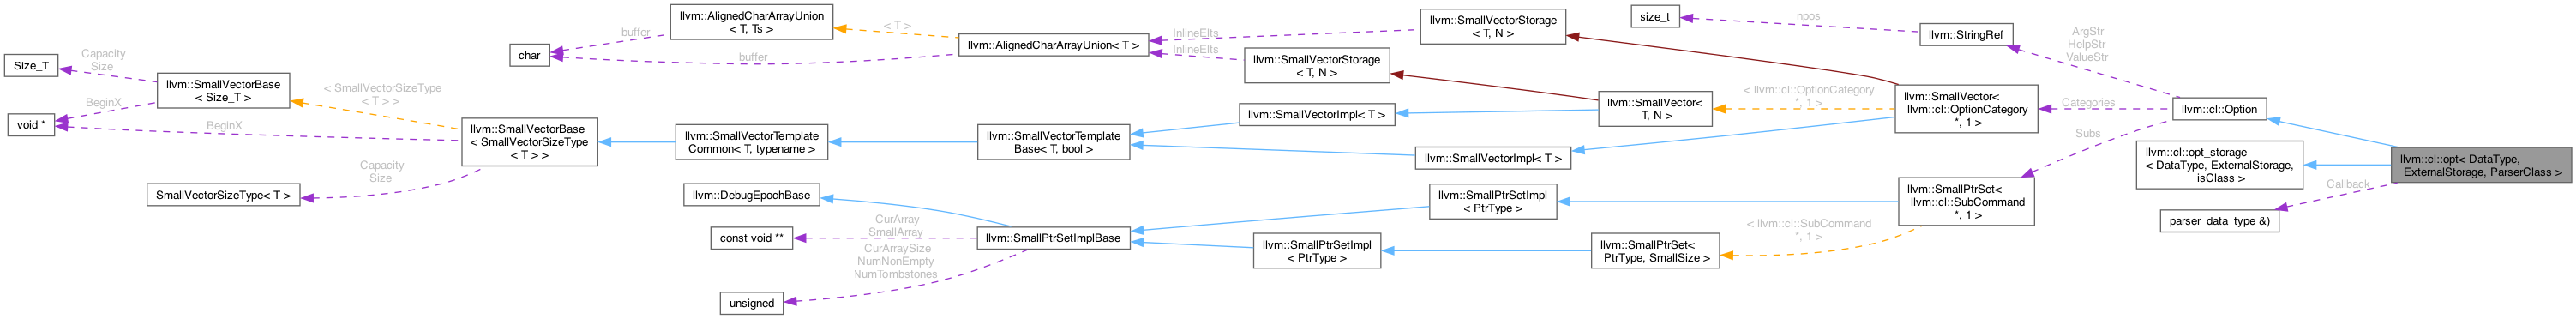 Size_T
void *
Capacity
Size
BeginX
llvm::SmallVectorBase
< Size_T >
SmallVectorSizeType< T >
< SmallVectorSizeType
< T > >
BeginX
Capacity
Size
llvm::SmallVectorBase
< SmallVectorSizeType
< T > >
char
buffer
buffer
llvm::AlignedCharArrayUnion
< T, Ts >
llvm::SmallVectorTemplate
Common< T, typename >
llvm::DebugEpochBase
const void **
unsigned
< T >
CurArray
SmallArray
CurArraySize
NumNonEmpty
NumTombstones
llvm::AlignedCharArrayUnion< T >
llvm::SmallVectorTemplate
Base< T, bool >
llvm::SmallPtrSetImplBase
InlineElts
InlineElts
llvm::SmallVectorStorage
< T, N >
llvm::SmallVectorStorage
< T, N >
llvm::SmallVectorImpl< T >
llvm::SmallVectorImpl< T >
llvm::SmallPtrSetImpl
< PtrType >
llvm::SmallPtrSetImpl
< PtrType >
llvm::SmallVector<
T, N >
llvm::SmallPtrSet<
PtrType, SmallSize >
size_t
npos
< llvm::cl::OptionCategory
*, 1 >
< llvm::cl::SubCommand
*, 1 >
llvm::StringRef
llvm::SmallVector<
llvm::cl::OptionCategory
*, 1 >
llvm::SmallPtrSet<
llvm::cl::SubCommand
*, 1 >
ArgStr
HelpStr
ValueStr
Categories
Subs
llvm::cl::Option
llvm::cl::opt_storage
< DataType, ExternalStorage,
isClass >
parser_data_type &)
Callback
llvm::cl::opt< DataType,
ExternalStorage, ParserClass >